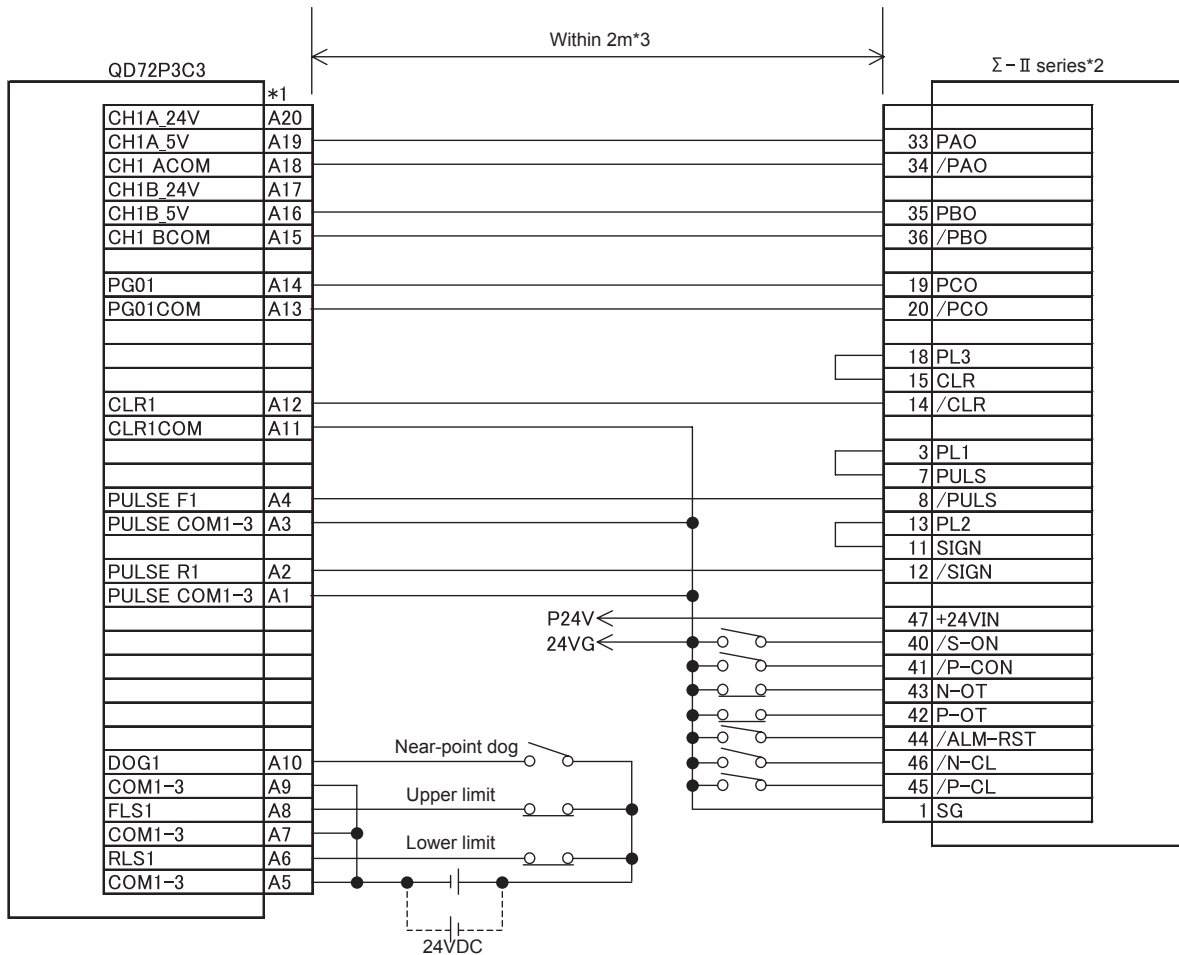 Within 2m*3
QD72P3C3
Σ-Ⅱ series*2
*1
CH1A_24V A20
CH1A_5V A19
CH1 ACOM A18
CH1B_24V A17
CH1B_5V A16
CH1 BCOM A15
PG01 A14
PG01COM A13
CLR1 A12
CLR1COM A11
PULSE F1 A4
PULSE COM1-3 A3
PULSE R1 A2
PULSE COM1-3 A1
DOG1 A10
COM1-3 A9
FLS1 A8
COM1-3 A7
RLS1 A6
COM1-3 A5
33 PAO
34 /PAO
35 PBO
36 /PBO
19 PCO
20 /PCO
18 PL3
15 CLR
14 /CLR
3 PL1
7 PULS
8 /PULS
13 PL2
11 SIGN
12 /SIGN
47 +24VIN
40 /S-ON
41 /P-CON
43 N-OT
42 P-OT
44 /ALM-RST
46 /N-CL
45 /P-CL
1 SG
P24V
24VG
Near-point dog
Upper limit
Lower limit
24VDC